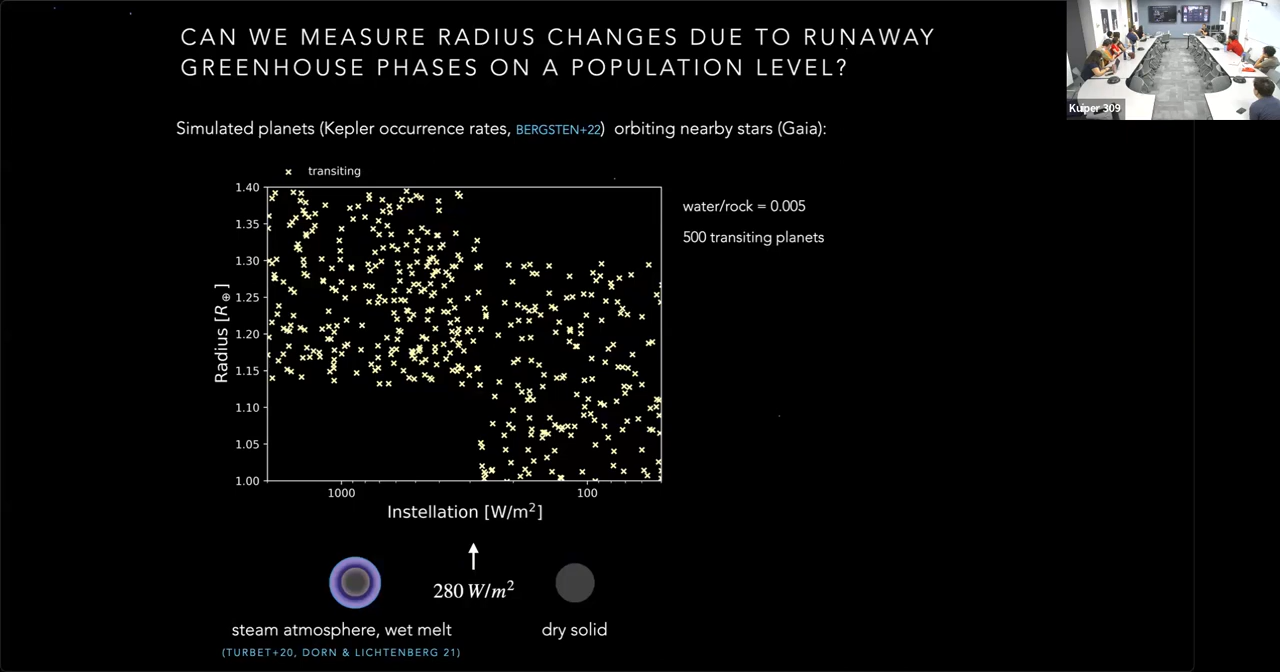 CAN WE MEASURE RADIUS CHANGES DUE TO RUNAWAY
GREENHOUSE PHASES ON A POPULATION LEVEL?
Kuiper 309
Simulated planets (Kepler occurrence rates, BERGSTEN+22) orbiting nearby stars (Gaia):
transiting
1.40
1.35
1.30
1.25
1.20
1.15
1.10
1.05
1.00
Radius [R⊕]
1000
100
Instellation [W/m²]
water/rock = 0.005
500 transiting planets
280 W/m²
steam atmosphere, wet melt
dry solid
(TURBET+20, DORN & LICHTENBERG 21)